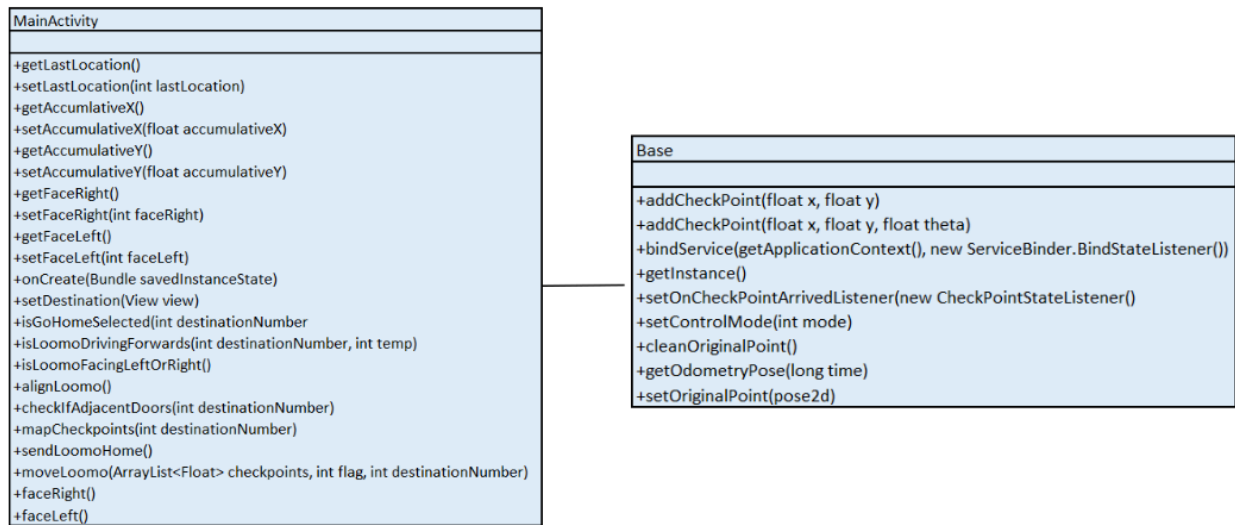 MainActivity
+getLastLocation()
+setLastLocation(int lastLocation)
+getAccumlativeX()
+setAccumulativeX(float accumulativeX)
+getAccumulativeY()
+setAccumulativeY(float accumulativeY)
+getFaceRight()
+setFaceRight(int faceRight)
+getFaceLeft()
+setFaceLeft(int faceLeft)
+onCreate(Bundle savedInstanceState)
+setDestination(View view)
+isGoHomeSelected(int destinationNumber
+isLoomoDrivingForwards(int destinationNumber, int temp)
+isLoomoFacingLeftOrRight()
+alignLoomo()
+checkIfAdjacentDoors(int destinationNumber)
+mapCheckpoints(int destinationNumber)
+sendLoomoHome()
+moveLoomo(ArrayList<Float> checkpoints, int flag, int destinationNumber)
+faceRight()
+faceLeft()
Base
+addCheckPoint(float x, float y)
+addCheckPoint(float x, float y, float theta)
+bindService(getApplicationContext(), new ServiceBinder.BindStateListener())
+getInstance()
+setOnCheckPointArrivedListener(new CheckPointStateListener()
+setControlMode(int mode)
+cleanOriginalPoint()
+getOdometryPose(long time)
+setOriginalPoint(pose2d)